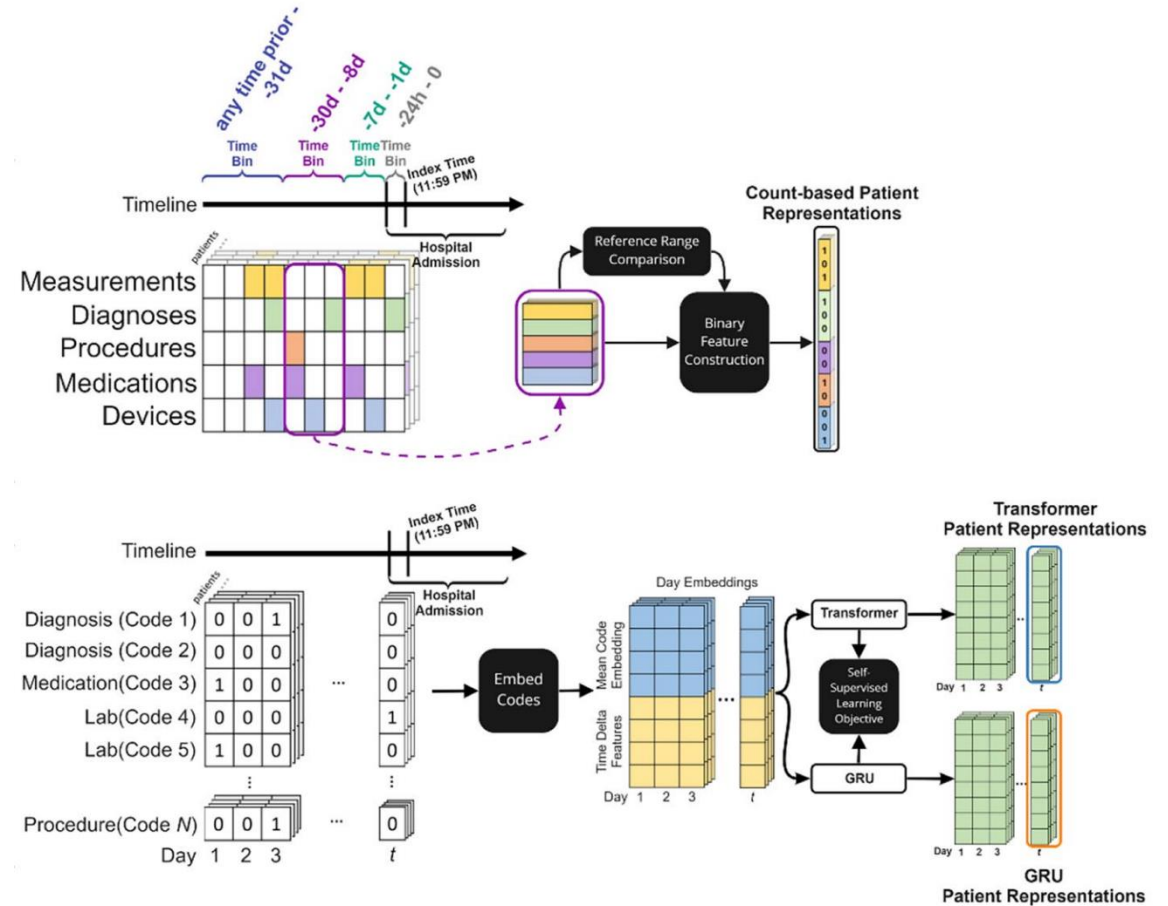 any time prior -
-31d
-30d - -8d
-7d - -1d
-24h - 0
Time
Bin
Time
Bin
Time
Bin
Time
Bin
Index Time
(11:59 PM)
Timeline
Hospital
Admission
patients
....
Measurements
Diagnoses
Procedures
Medications
Devices
Reference Range
Comparison
Binary
Feature
Construction
Count-based Patient
Representations
1
0
1
1
0
0
0
0
1
0
0
0
1
Index Time
(11:59 PM)
Timeline
Hospital
Admission
patients
....
Diagnosis (Code 1) 0 0 1 0
Diagnosis (Code 2) 0 0 0 0
Medication(Code 3) 1 0 0 ... 0
Lab(Code 4) 0 0 0 1
Lab(Code 5) 1 0 0 0
... ...
Procedure(Code N) 0 0 1 ... 0
Day 1 2 3 t
Embed
Codes
Day Embeddings
Mean Code
Embedding
Time Delta
Features
...
Day 1 2 3 t
Transformer
Self-
Supervised
Learning
Objective
GRU
Transformer
Patient Representations
...
Day 1 2 3 t
...
Day 1 2 3 t
GRU
Patient Representations